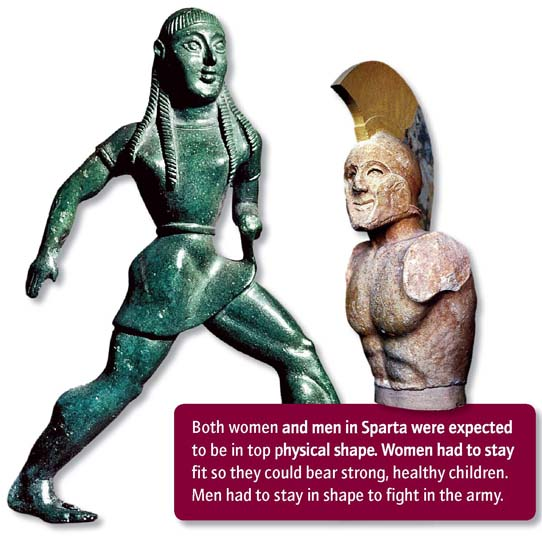 Both women and men in Sparta were expected
to be in top physical shape. Women had to stay
fit so they could bear strong, healthy children.
Men had to stay in shape to fight in the army.